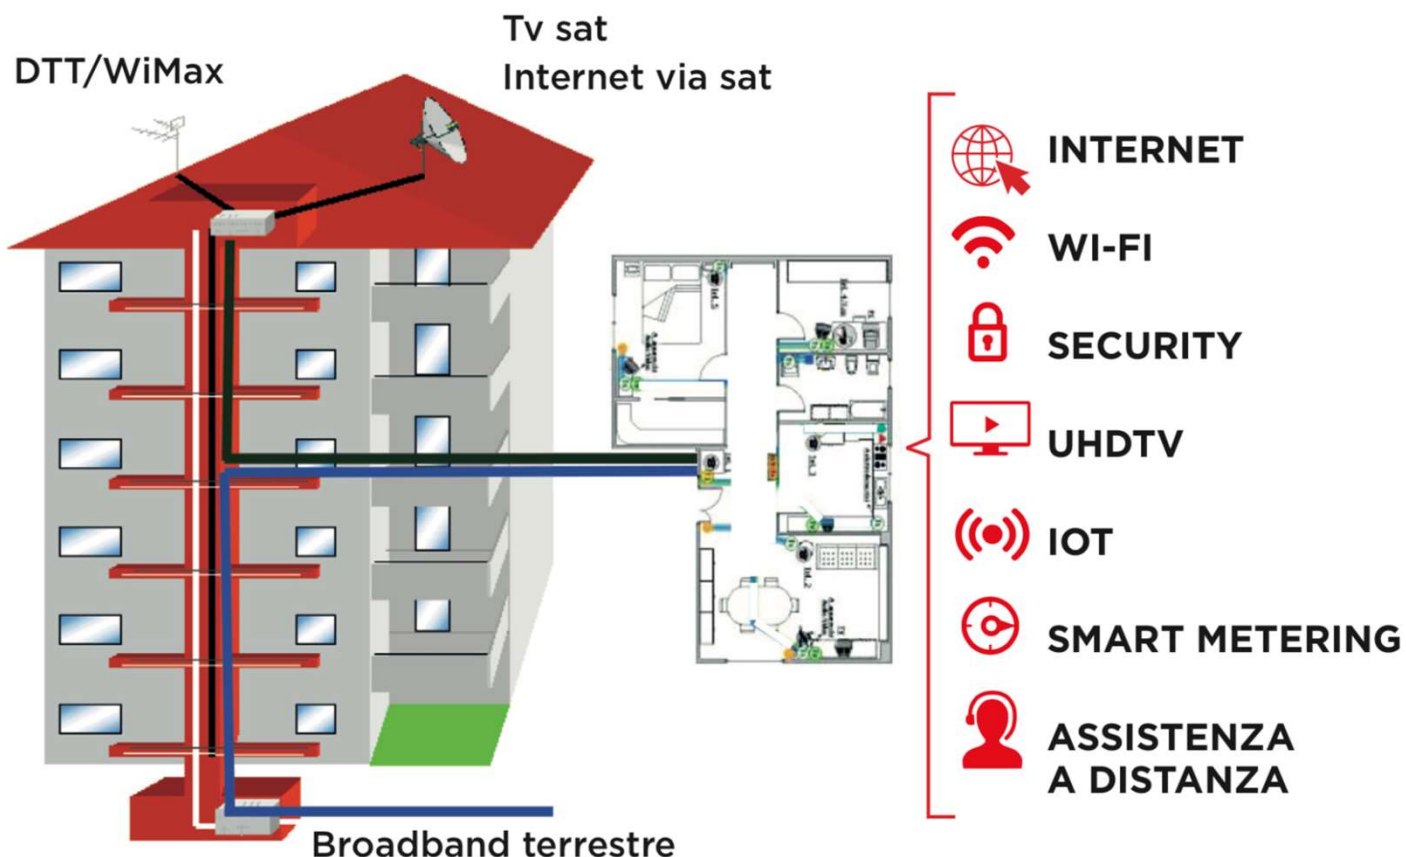 Tv sat
DTT/WiMax
Internet via sat
INTERNET
WI-FI
SECURITY
UHDTV
IOT
SMART METERING
ASSISTENZA
A DISTANZA
Broadband terrestre